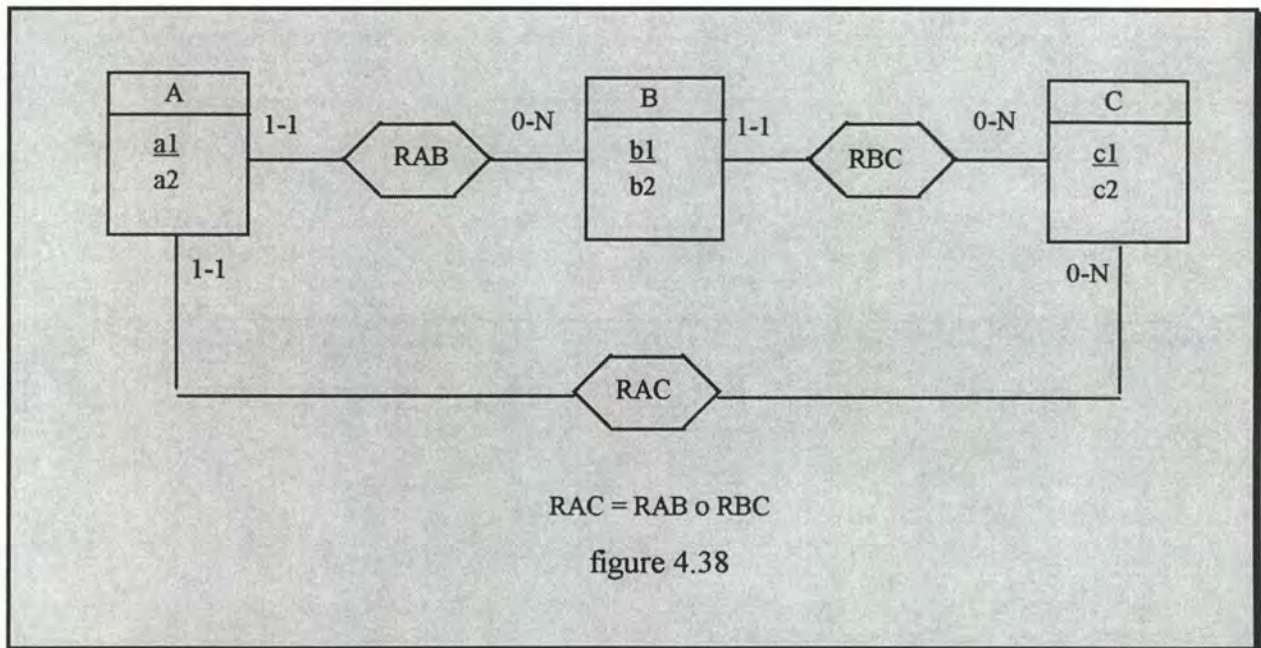 A
B
C
1-1
RAB
0-N
1-1
RBC
0-N
a1
a2
b1
b2
c1
c2
1-1
0-N
RAC
RAC = RAB o RBC
figure 4.38